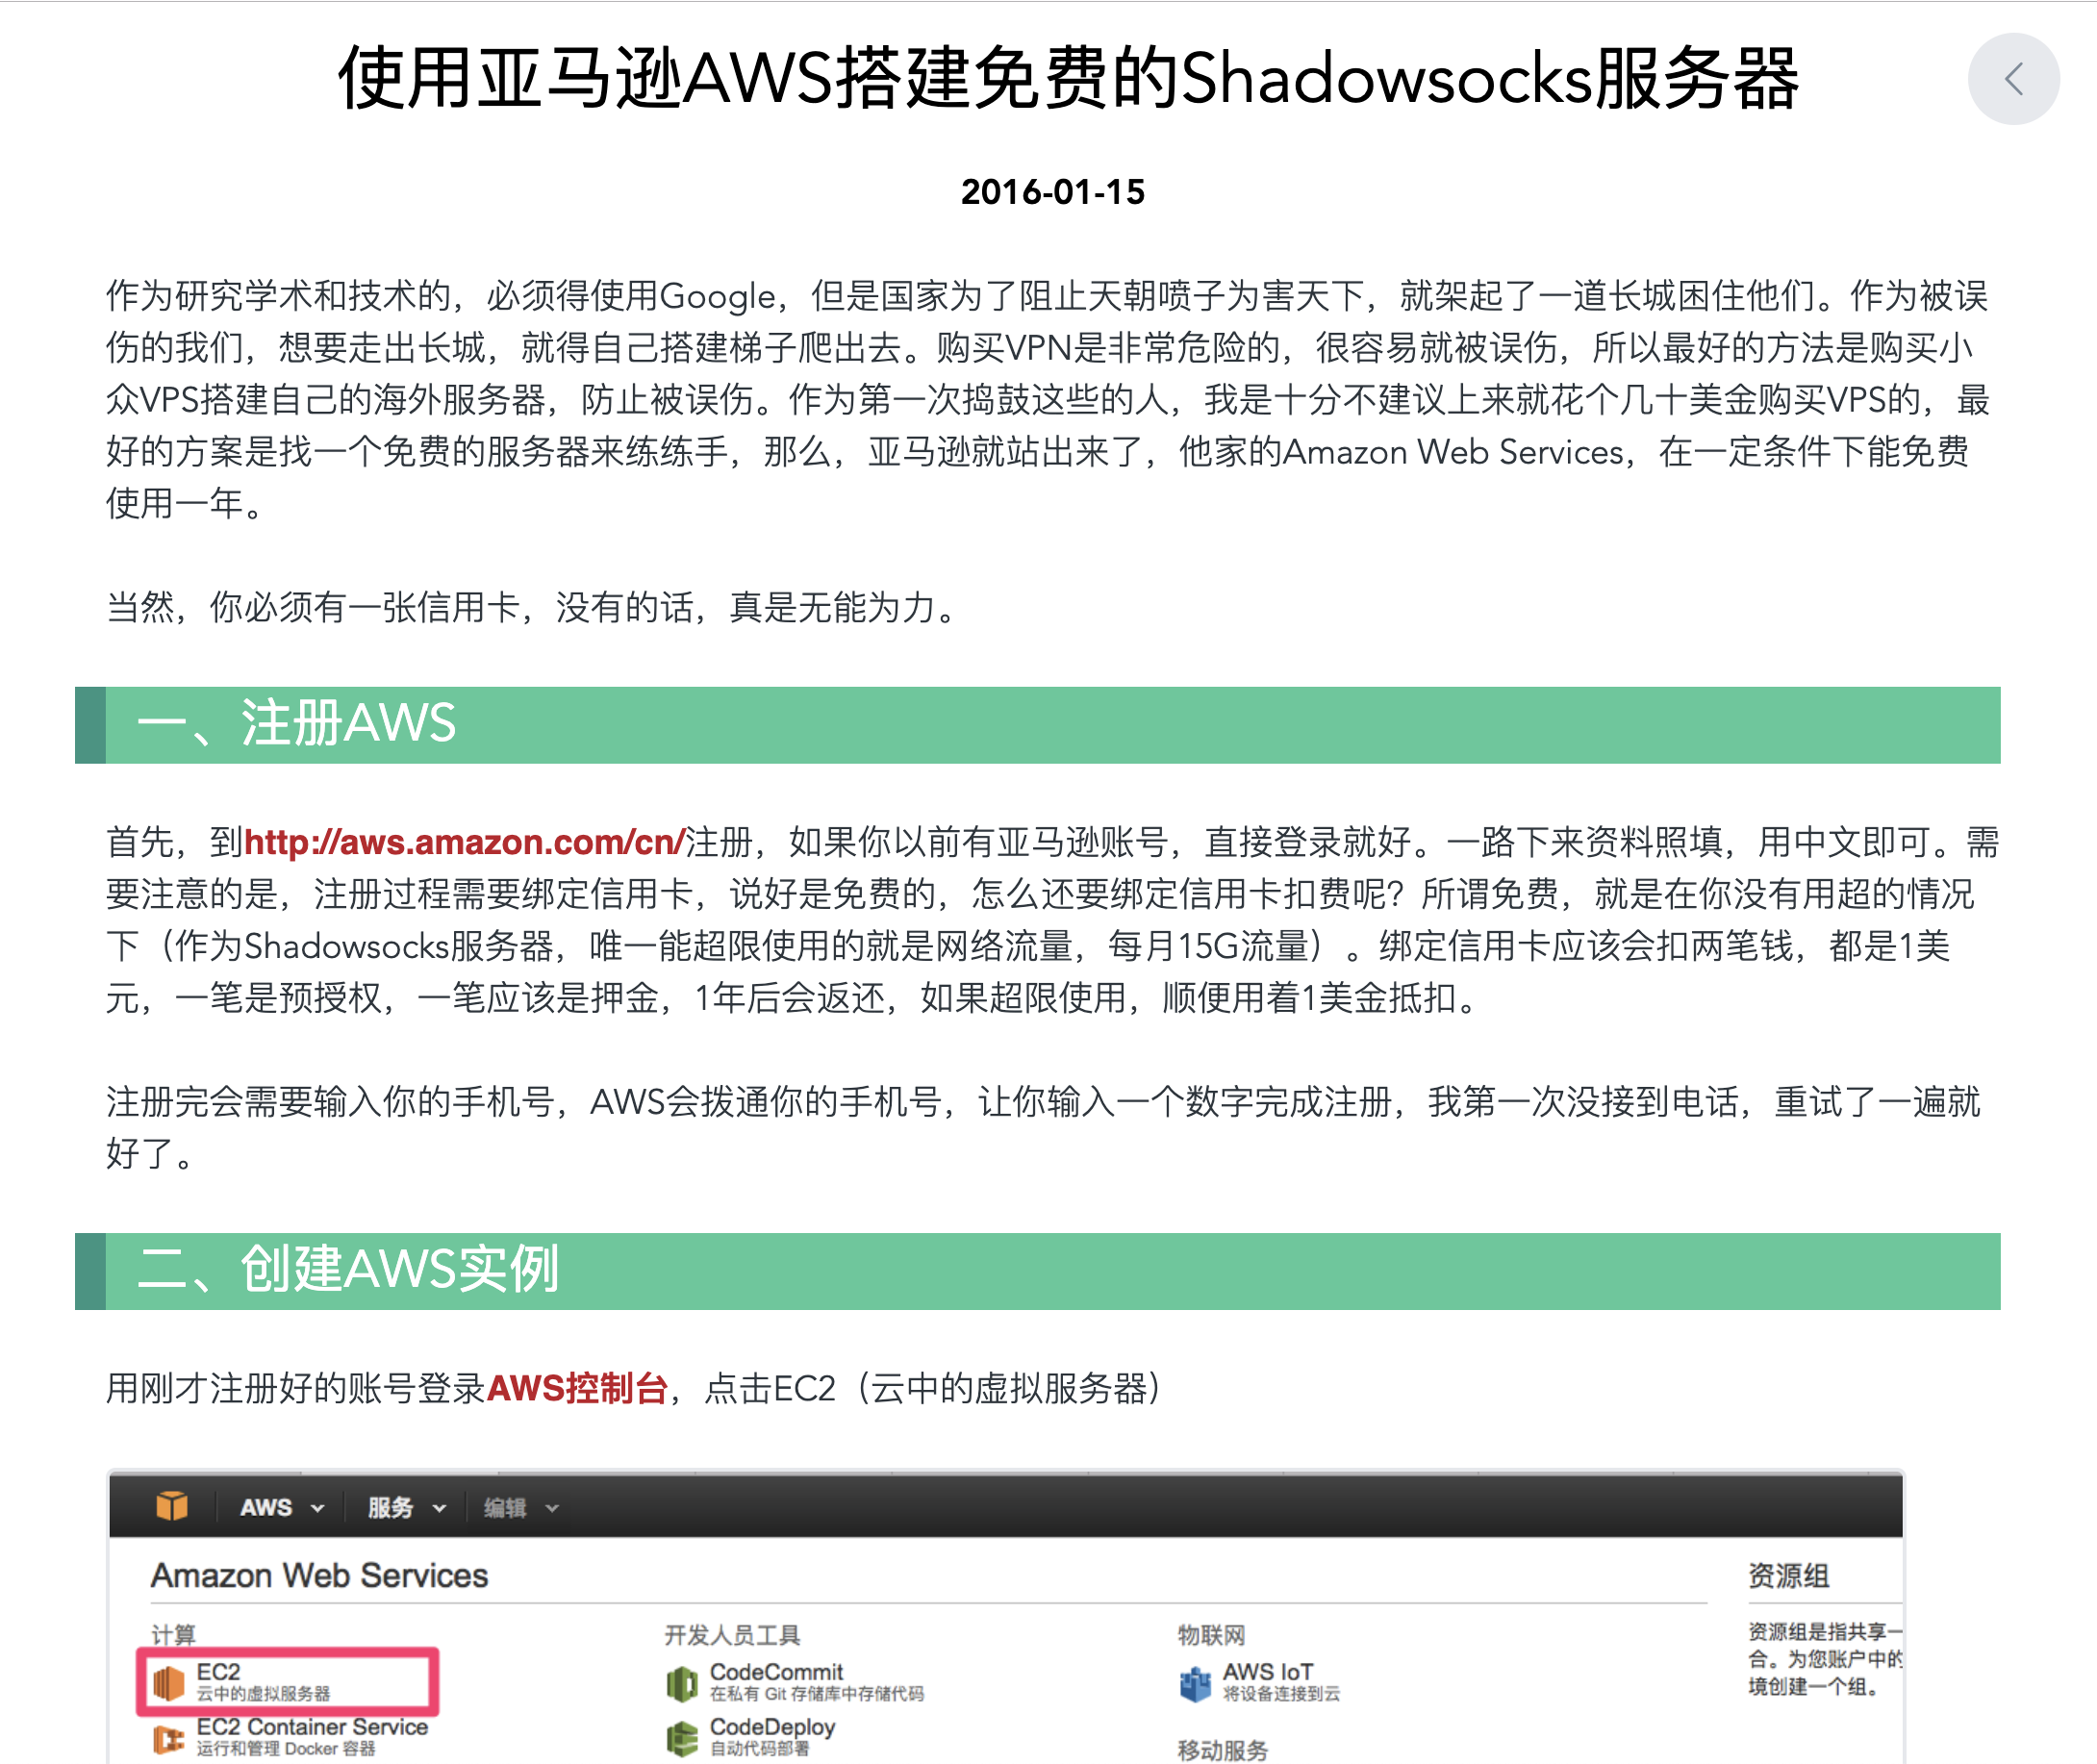 使用亚马逊AWS搭建免费的Shadowsocks服务器
2016-01-15
作为研究学术和技术的，必须得使用Google，但是国家为了阻止天朝喷子为害天下，就架起了一道长城困住他们。作为被误
伤的我们，想要走出长城，就得自己搭建梯子爬出去。购买VPN是非常危险的，很容易就被误伤，所以最好的方法是购买小
众VPS搭建自己的海外服务器，防止被误伤。作为第一次捣鼓这些的人，我是十分不建议上来就花个几十美金购买VPS的，最
好的方案是找一个免费的服务器来练练手，那么，亚马逊就站出来了，他家的Amazon Web Services，在一定条件下能免费
使用一年。
当然，你必须有一张信用卡，没有的话，真是无能为力。
一、注册AWS
首先，到http://aws.amazon.com/cn/注册，如果你以前有亚马逊账号，直接登录就好。一路下来资料照填，用中文即可。需
要注意的是，注册过程需要绑定信用卡，说好是免费的，怎么还要绑定信用卡扣费呢？所谓免费，就是在你没有用超的情况
下（作为Shadowsocks服务器，唯一能超限使用的就是网络流量，每月15G流量）。绑定信用卡应该会扣两笔钱，都是1美
元，一笔是预授权，一笔应该是押金，1年后会返还，如果超限使用，顺便用着1美金抵扣。
注册完会需要输入你的手机号，AWS会拨通你的手机号，让你输入一个数字完成注册，我第一次没接到电话，重试了一遍就
好了。
二、创建AWS实例
用刚才注册好的账号登录AWS控制台，点击EC2（云中的虚拟服务器）
AWS 服务 编辑
Amazon Web Services
资源组
计算 开发人员工具 物联网
资源组是指共享一
合。为您账户中的
境创建一个组。
EC2
云中的虚拟服务器
CodeCommit
在私有 Git 存储库中存储代码
AWS IoT
将设备连接到云
EC2 Container Service
运行和管理 Docker 容器
CodeDeploy
自动代码部署
移动服务